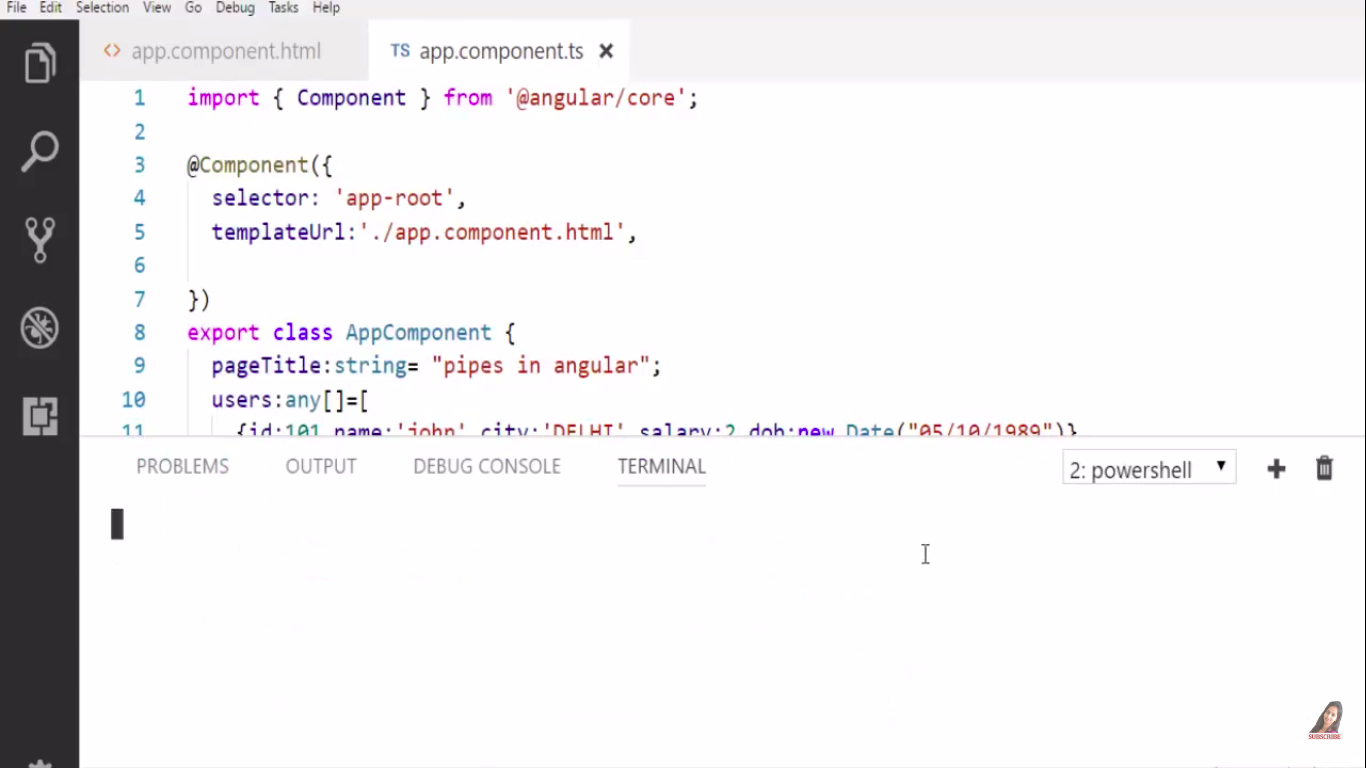 File Edit Selection View Go Debug Tasks Help
<> app.component.html TS app.component.ts ×
1 import { Component } from '@angular/core';
2
3 @Component({
4 selector: 'app-root',
5 templateUrl:'./app.component.html',
6
7 })
8 export class AppComponent {
9 pageTitle:string= "pipes in angular";
10 users:any[]=[
11 {id:101,name:'john',city:'DELHI',salary:2,dob:new Date("05/10/1989")}
PROBLEMS OUTPUT DEBUG CONSOLE TERMINAL 2: powershell
SUBSCRIBE